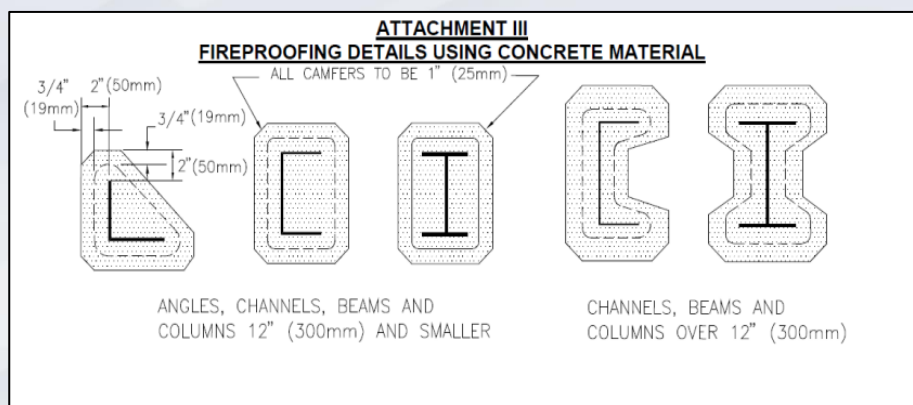 ATTACHMENT III
FIREPROOFING DETAILS USING CONCRETE MATERIAL
ALL CAMFERS TO BE 1" (25mm)
3/4" 2"(50mm)
(19mm)
3/4"(19mm)
2"(50mm)
ANGLES, CHANNELS, BEAMS AND
COLUMNS 12" (300mm) AND SMALLER
CHANNELS, BEAMS AND
COLUMNS OVER 12" (300mm)